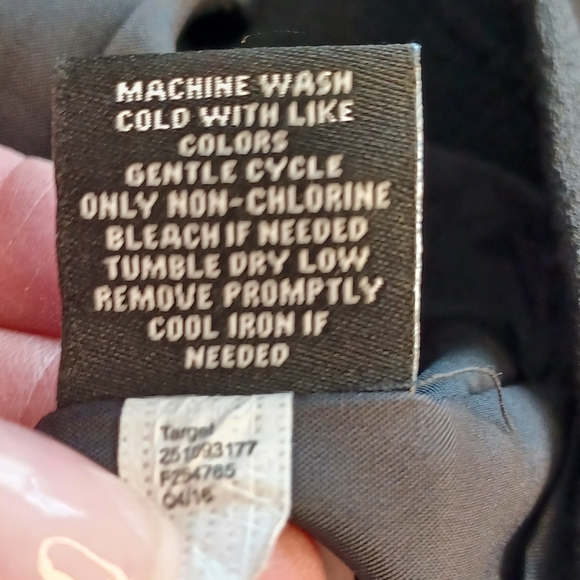 MACHINE WASH
COLD WITH LIKE
COLORS
GENTLE CYCLE
ONLY NON-CHLORINE
BLEACH IF NEEDED
TUMBLE DRY LOW
REMOVE PROMPTLY
COOL IRON IF
NEEDED
Target
251093177
F254765
04/16